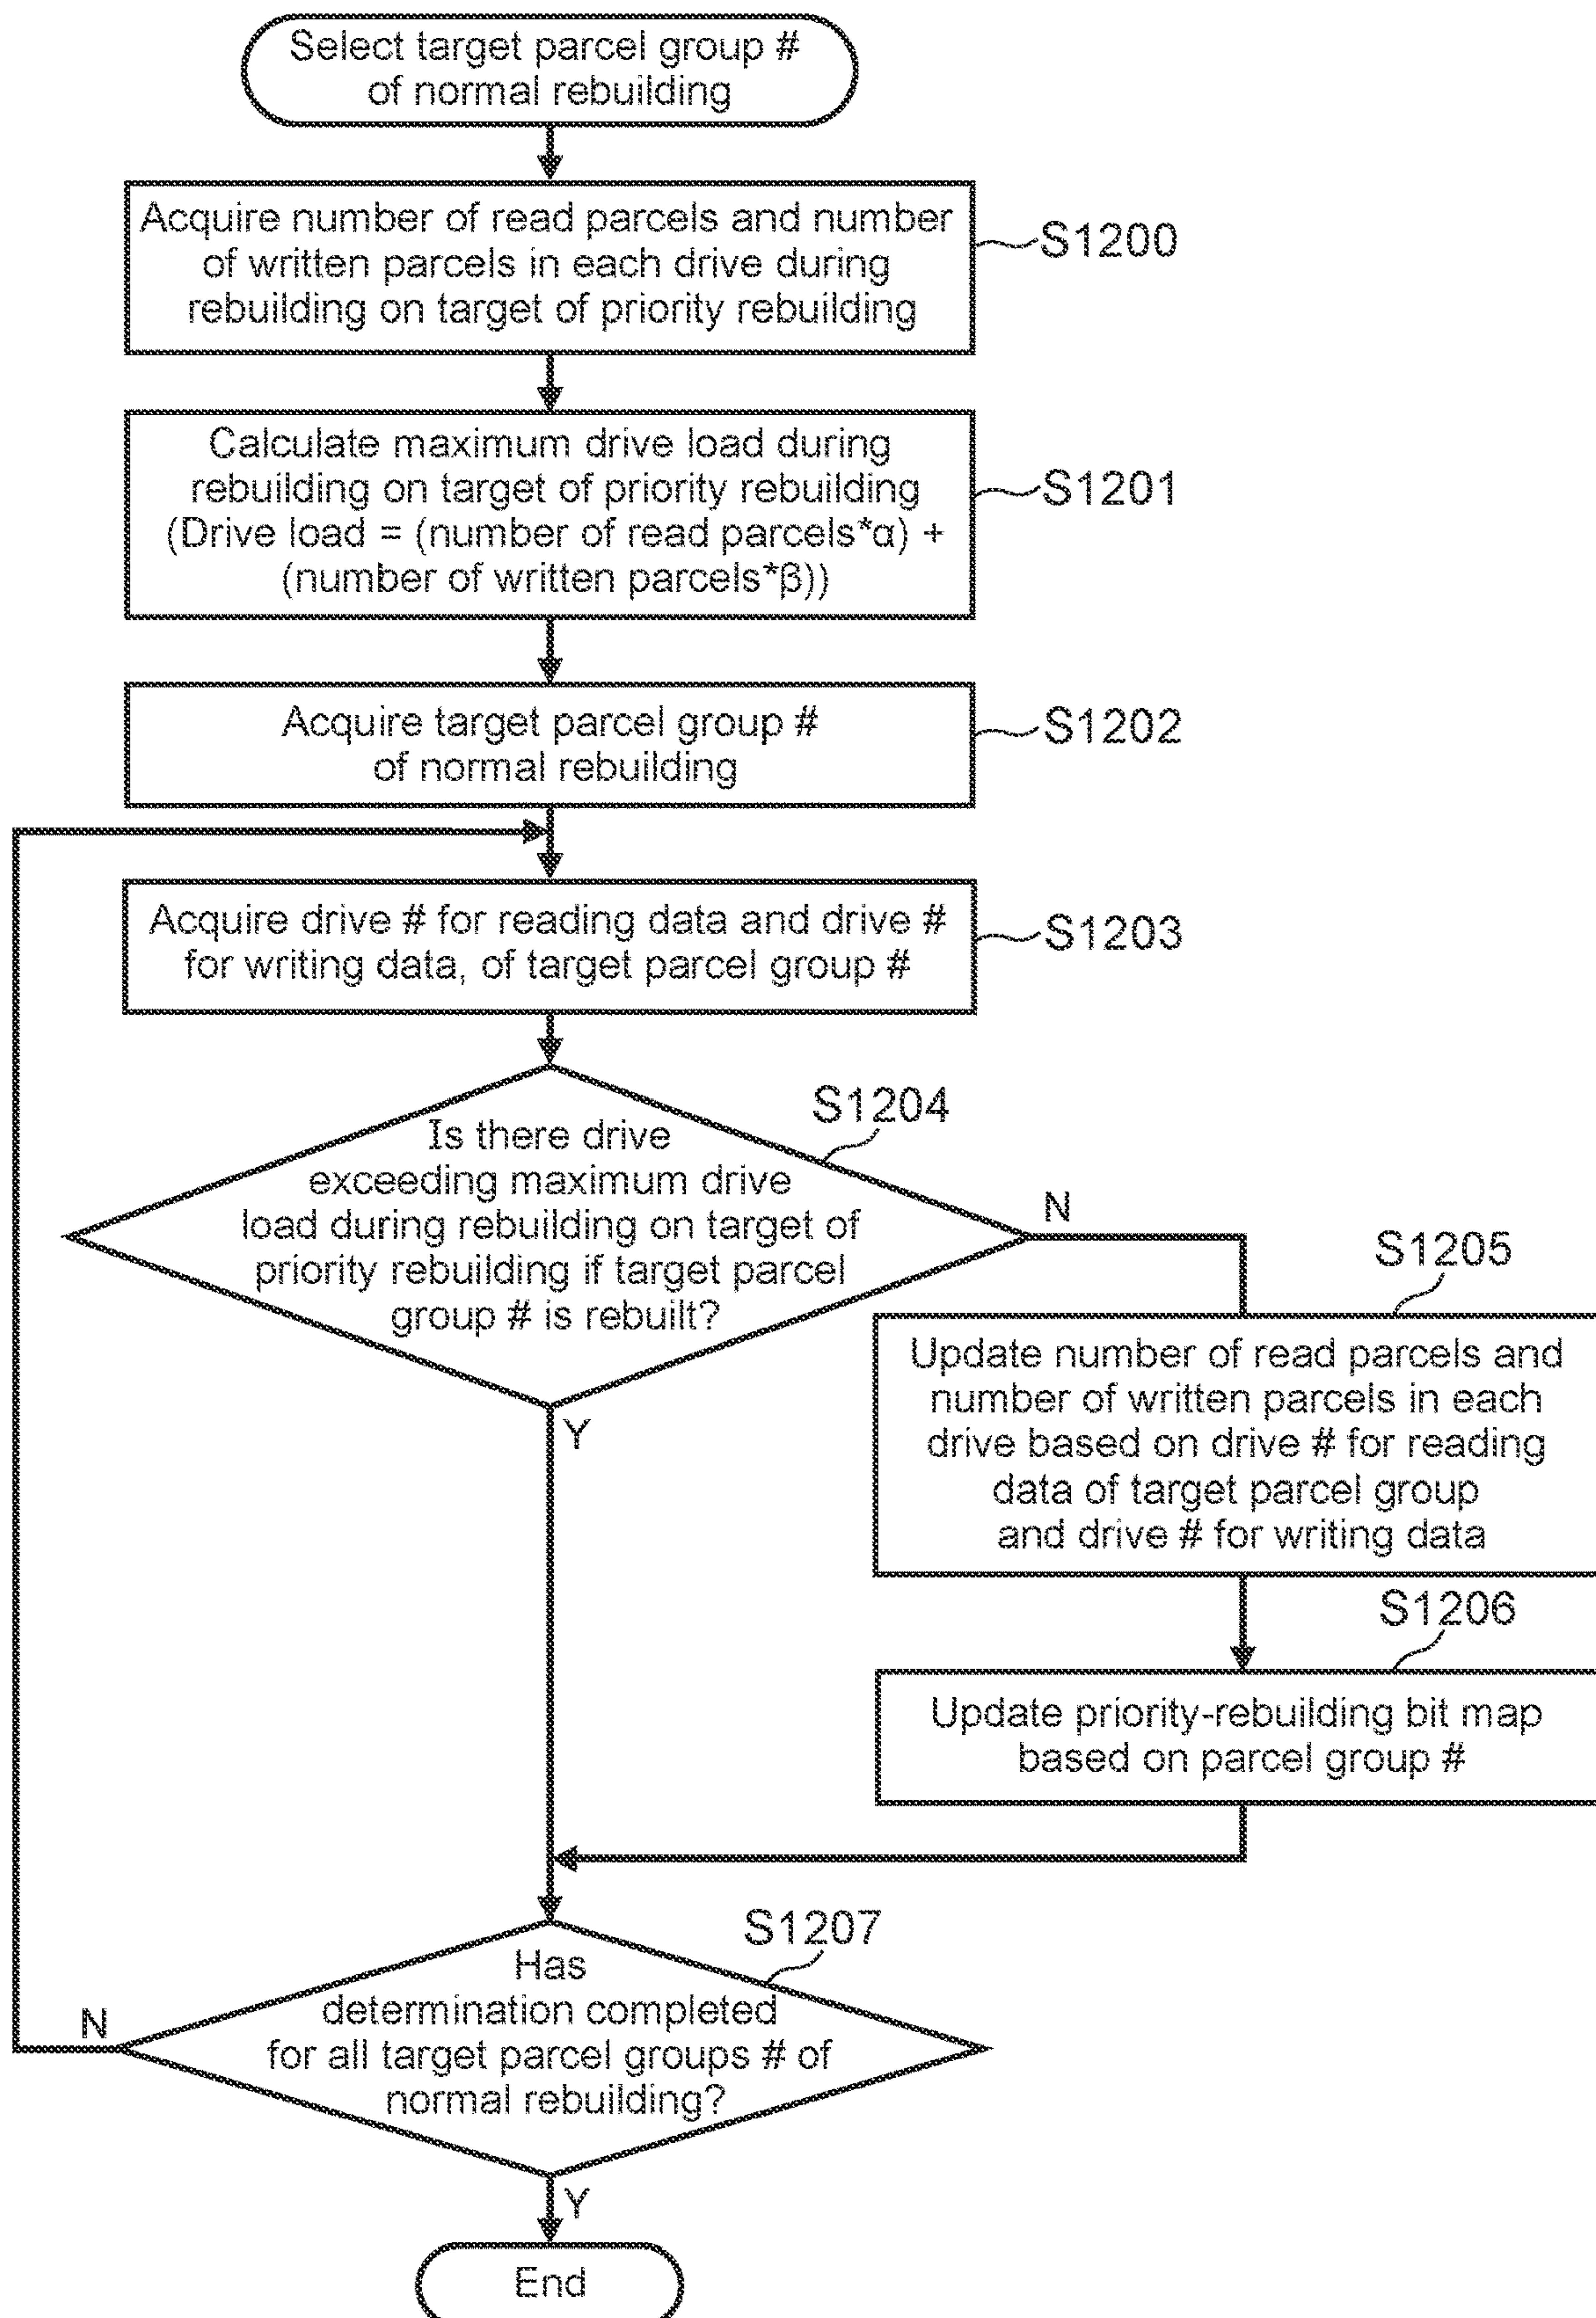 Select target parcel group #
of normal rebuilding
Acquire number of read parcels and number
of written parcels in each drive during
rebuilding on target of priority rebuilding
S1200
Calculate maximum drive load during
rebuilding on target of priority rebuilding
(Drive load = (number of read parcels*α) +
(number of written parcels*β))
S1201
Acquire target parcel group #
of normal rebuilding
S1202
Acquire drive # for reading data and drive #
for writing data, of target parcel group #
S1203
S1204
Is there drive
exceeding maximum drive
load during rebuilding on target of
priority rebuilding if target parcel
group # is rebuilt?
N
Y
S1205
Update number of read parcels and
number of written parcels in each
drive based on drive # for reading
data of target parcel group
and drive # for writing data
S1206
Update priority-rebuilding bit map
based on parcel group #
S1207
Has
determination completed
for all target parcel groups # of
normal rebuilding?
N
Y
End